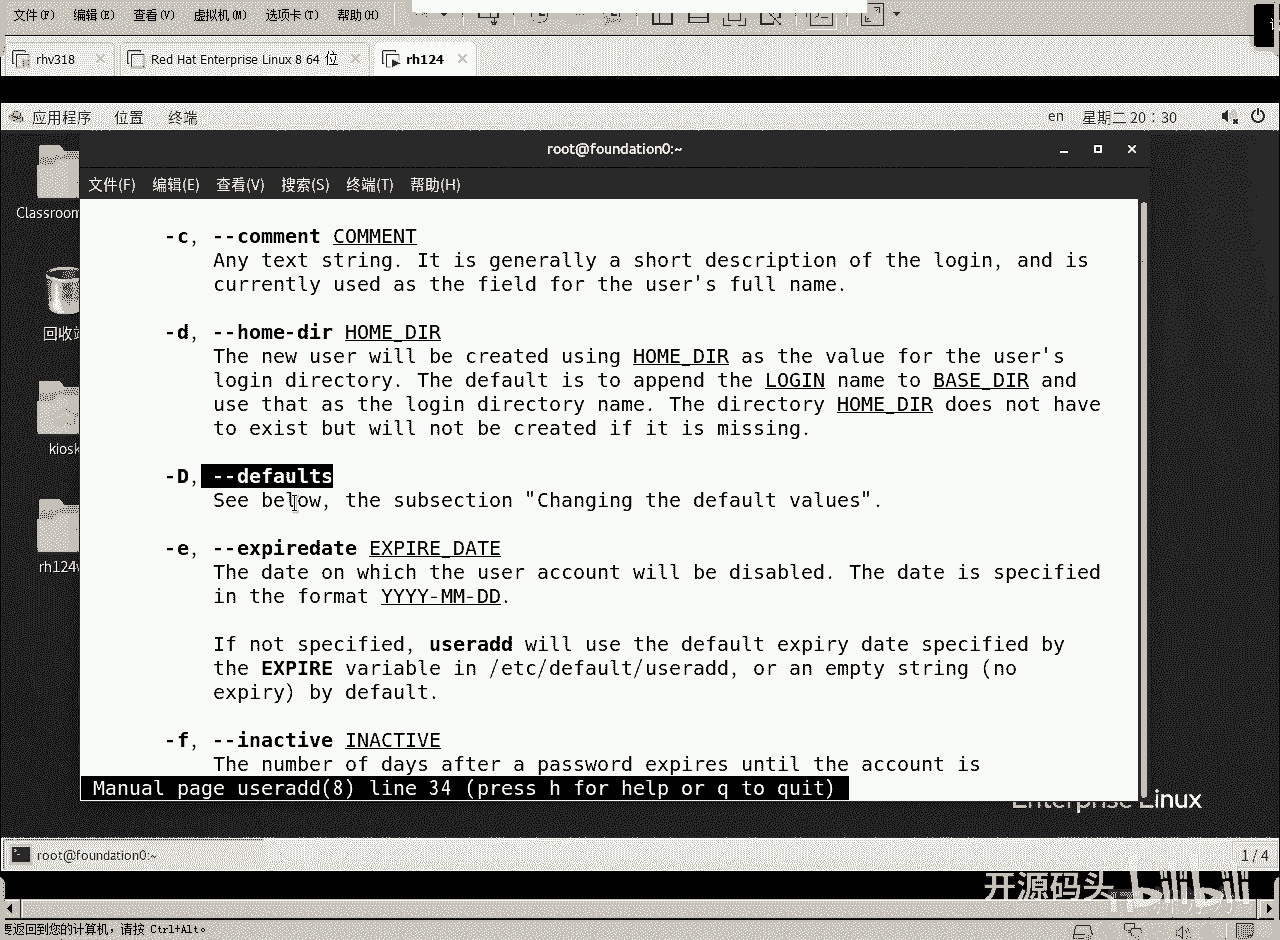 文件(F) 编辑(E) 查看(V) 虚拟机(M) 选项卡(T) 帮助(H)
rhv318 Red Hat Enterprise Linux 8 64 位 rh124
应用程序 位置 终端 en 星期二 20：30
root@foundation0:~
文件(F) 编辑(E) 查看(V) 搜索(S) 终端(T) 帮助(H)
Classroom
回收站
kiosk
-c, --comment COMMENT
Any text string. It is generally a short description of the login, and is
currently used as the field for the user's full name.
-d, --home-dir HOME_DIR
The new user will be created using HOME_DIR as the value for the user's
login directory. The default is to append the LOGIN name to BASE_DIR and
use that as the login directory name. The directory HOME_DIR does not have
to exist but will not be created if it is missing.
-D, --defaults
See below, the subsection "Changing the default values".
-e, --expiredate EXPIRE_DATE
The date on which the user account will be disabled. The date is specified
in the format YYYY-MM-DD.
If not specified, useradd will use the default expiry date specified by
the EXPIRE variable in /etc/default/useradd, or an empty string (no
expiry) by default.
-f, --inactive INACTIVE
The number of days after a password expires until the account is
Manual page useradd(8) line 34 (press h for help or q to quit)
Enterprise Linux
root@foundation0:~ 1 / 4
开源码头 bilibili
要返回到您的计算机，请按 Ctrl+Alt。